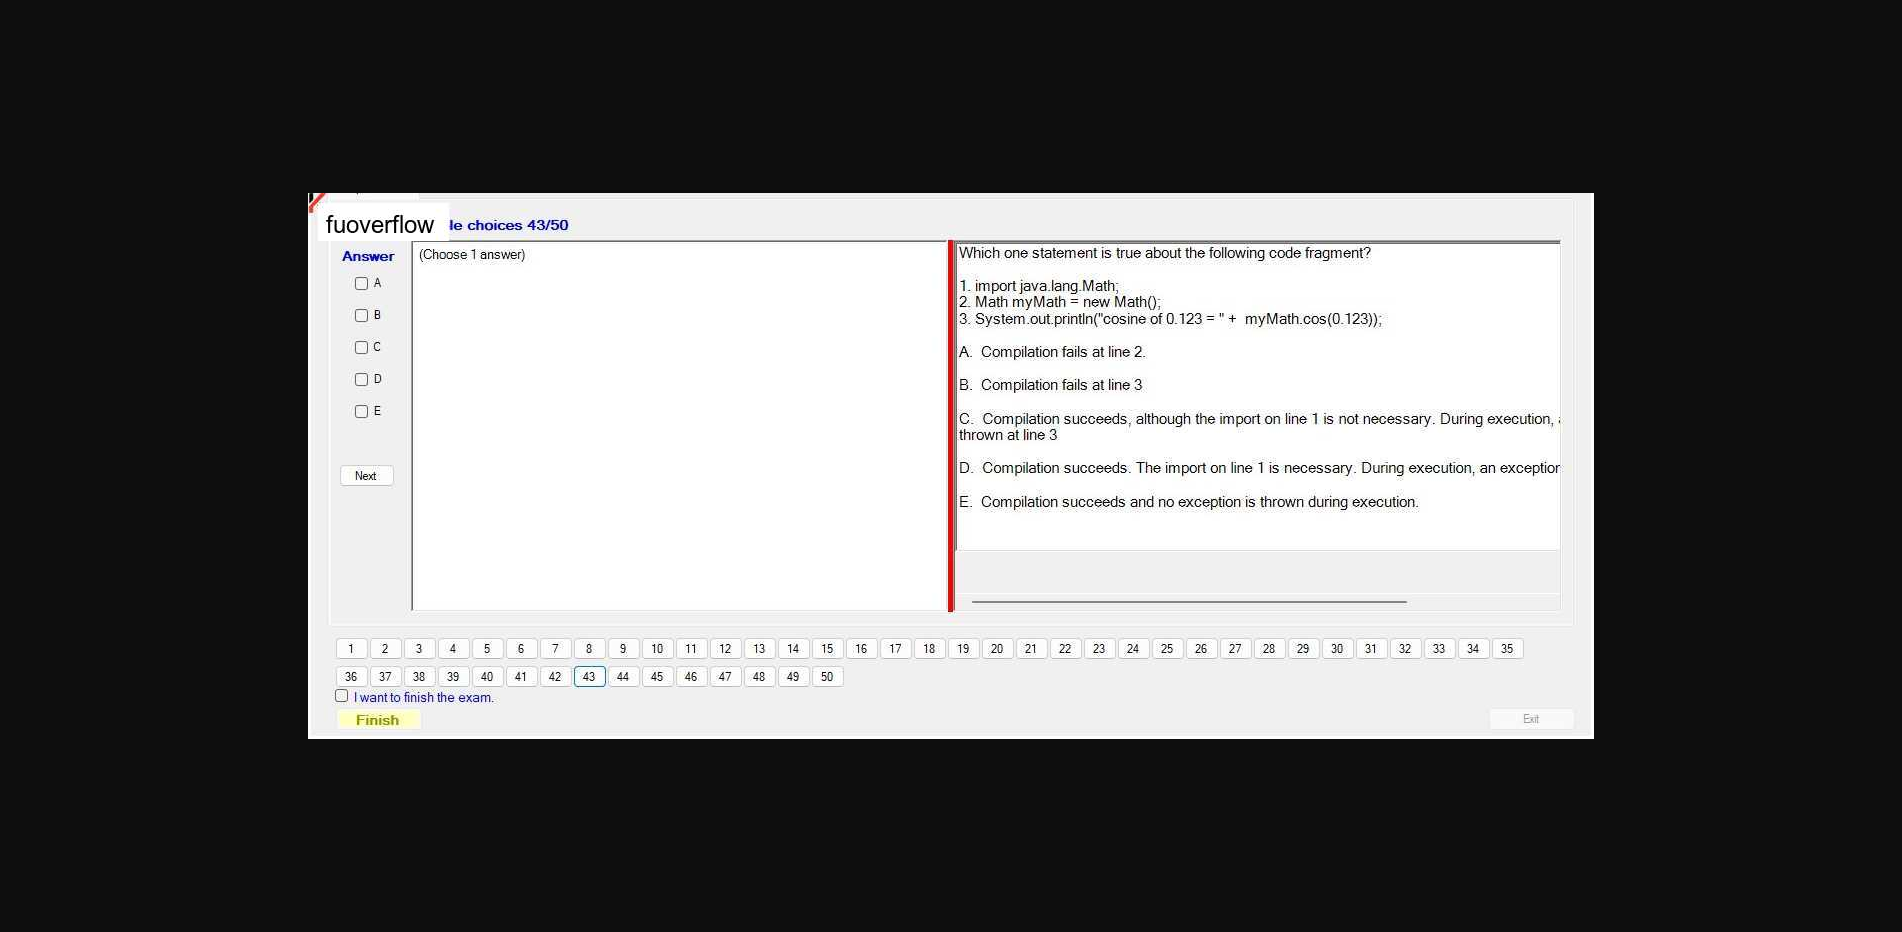 fuoverflow
le choices 43/50
Answer
(Choose 1 answer)
A
B
C
D
E
Next
Which one statement is true about the following code fragment?
1. import java.lang.Math;
2. Math myMath = new Math();
3. System.out.println("cosine of 0.123 = " +  myMath.cos(0.123));
A.  Compilation fails at line 2.
B.  Compilation fails at line 3
C.  Compilation succeeds, although the import on line 1 is not necessary. During execution,
thrown at line 3
D.  Compilation succeeds. The import on line 1 is necessary. During execution, an exception
E.  Compilation succeeds and no exception is thrown during execution.
1 2 3 4 5 6 7 8 9 10 11 12 13 14 15 16 17 18 19 20 21 22 23 24 25 26 27 28 29 30 31 32 33 34 35
36 37 38 39 40 41 42 43 44 45 46 47 48 49 50
I want to finish the exam.
Finish
Exit